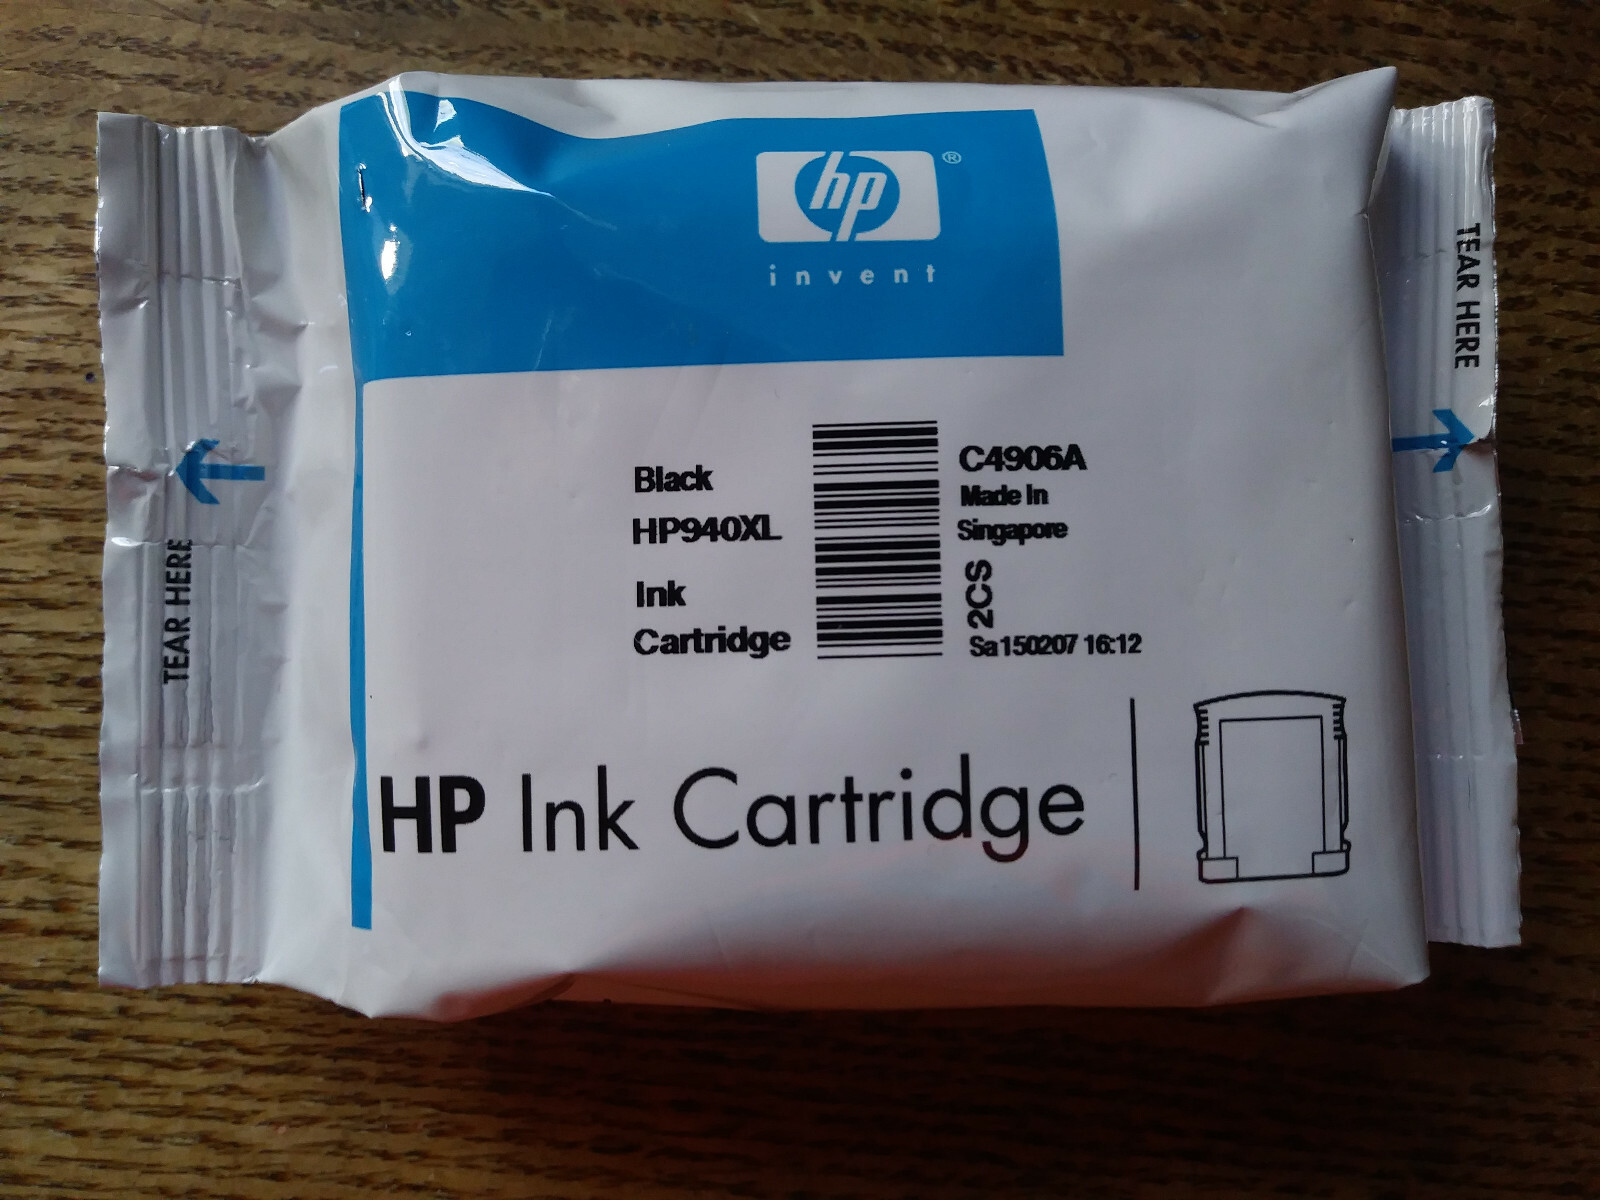 hp®
invent
Black
HP940XL
Ink
Cartridge
C4906A
Made In
Singapore
2CS
Sa150207 16:12
HP Ink Cartridge
TEAR HERE
TEAR HERE